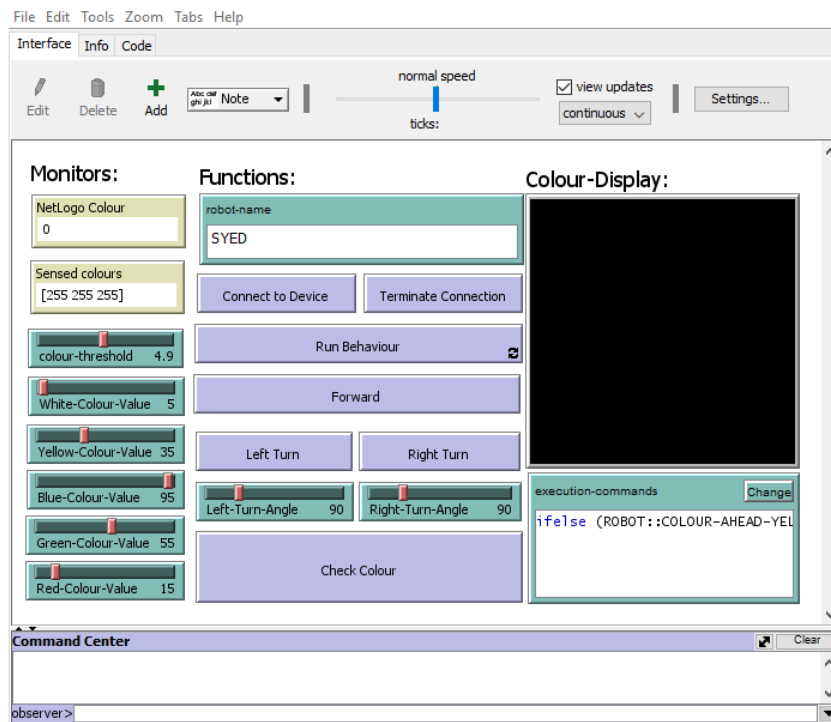 File Edit Tools Zoom Tabs Help
Interface Info Code
Edit Delete Add Abc def ghi jkl Note normal speed ticks: view updates continuous Settings...
Monitors:
NetLogo Colour
0
Sensed colours
[255 255 255]
colour-threshold 4.9
White-Colour-Value 5
Yellow-Colour-Value 35
Blue-Colour-Value 95
Green-Colour-Value 55
Red-Colour-Value 15
Functions:
robot-name
SYED
Connect to Device Terminate Connection
Run Behaviour
Forward
Left Turn Right Turn
Left-Turn-Angle 90 Right-Turn-Angle 90
Check Colour
Colour-Display:
execution-commands Change
ifelse (ROBOT::COLOUR-AHEAD-YEL
Command Center Clear
observer>